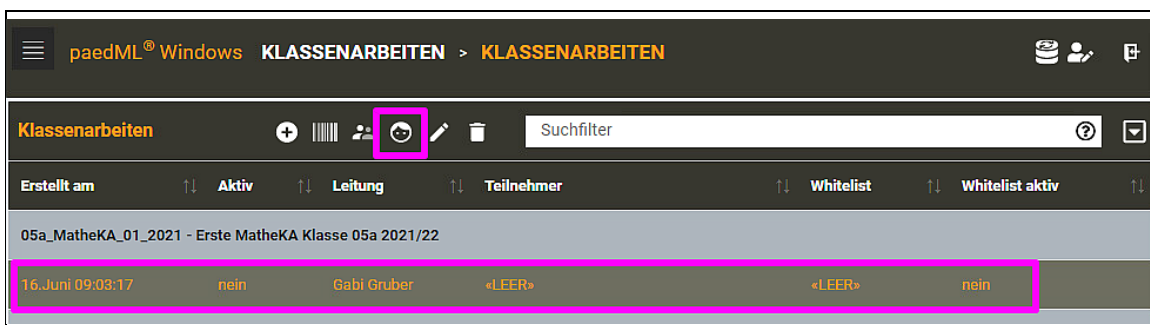 paedML® Windows KLASSENARBEITEN > KLASSENARBEITEN
Klassenarbeiten Suchfilter
Erstellt am Aktiv Leitung Teilnehmer Whitelist Whitelist aktiv
05a_MatheKA_01_2021 - Erste MatheKA Klasse 05a 2021/22
16.Juni 09:03:17 nein Gabi Gruber «LEER» «LEER» nein